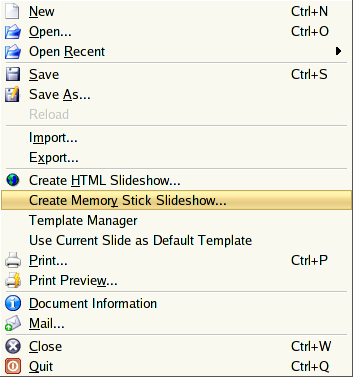 New Ctrl+N
Open... Ctrl+O
Open Recent
Save Ctrl+S
Save As...
Reload
Import...
Export...
Create HTML Slideshow...
Create Memory Stick Slideshow...
Template Manager
Use Current Slide as Default Template
Print... Ctrl+P
Print Preview...
Document Information
Mail...
Close Ctrl+W
Quit Ctrl+Q